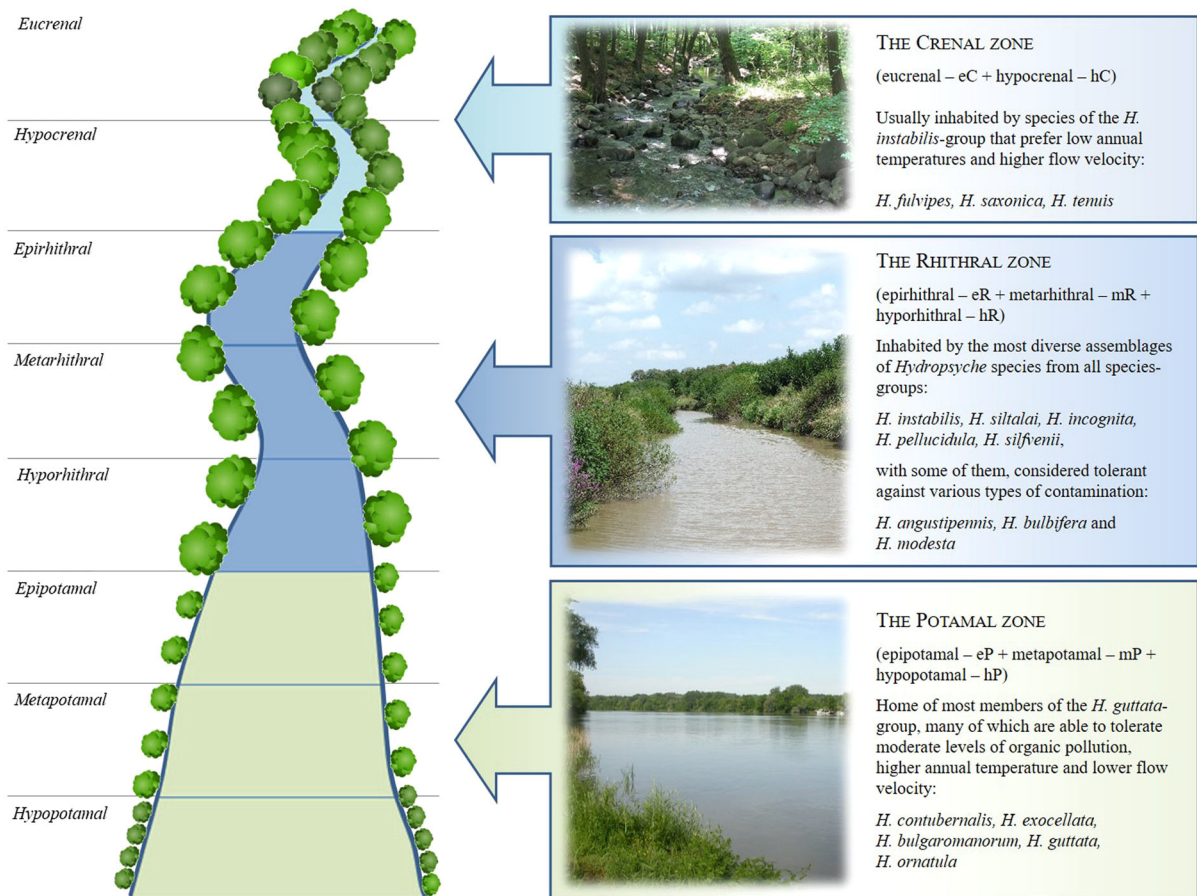 Eucrenal
Hypocrenal
Epirhithral
Metarhithral
Hyporhithral
Epipotamal
Metapotamal
Hypopotamal
THE CRENAL ZONE
(eucrenal – eC + hypocrenal – hC)
Usually inhabited by species of the H.
instabilis-group that prefer low annual
temperatures and higher flow velocity:
H. fulvipes, H. saxonica, H. tenuis
THE RHITHRAL ZONE
(epirhithral – eR + metarhithral – mR +
hyporhithral – hR)
Inhabited by the most diverse assemblages
of Hydropsyche species from all species-
groups:
H. instabilis, H. siltalai, H. incognita,
H. pellucidula, H. silfvenii,
with some of them, considered tolerant
against various types of contamination:
H. angustipennis, H. bulbifera and
H. modesta
THE POTAMAL ZONE
(epipotamal – eP + metapotamal – mP +
hypopotamal – hP)
Home of most members of the H. guttata-
group, many of which are able to tolerate
moderate levels of organic pollution,
higher annual temperature and lower flow
velocity:
H. contubernalis, H. exocellata,
H. bulgaromanorum, H. guttata,
H. ornatula